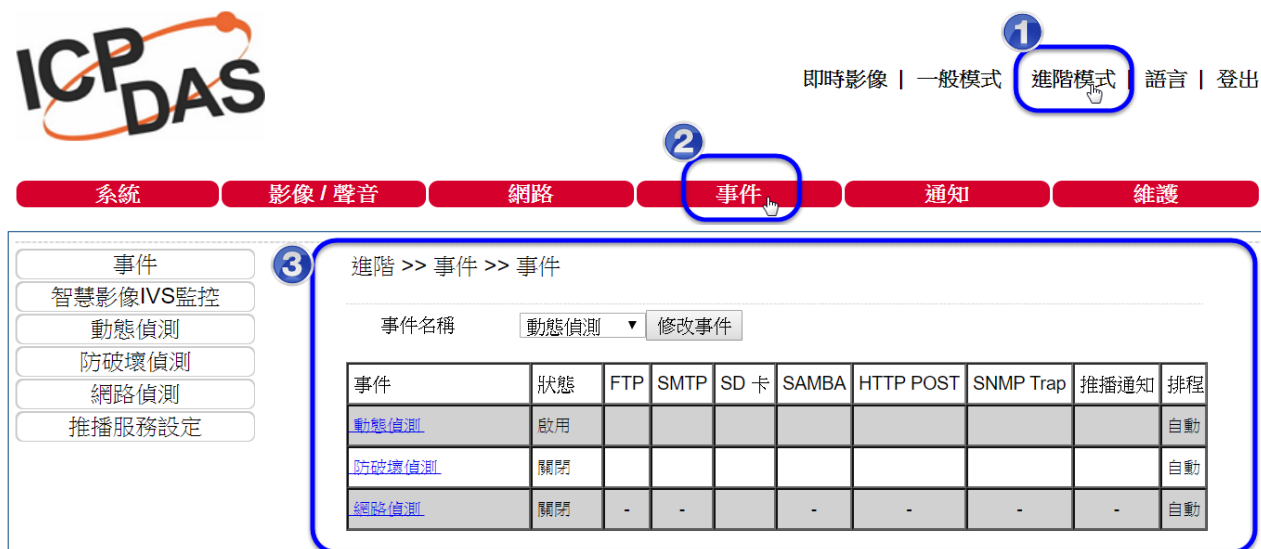 ICP DAS
1
即時影像 | 一般模式 進階模式 | 語言 | 登出
2
系統 影像 / 聲音 網路 事件 通知 維護
事件
智慧影像IVS監控
動態偵測
防破壞偵測
網路偵測
推播服務設定
3
進階 >> 事件 >> 事件
事件名稱 動態偵測 ▼ 修改事件
事件 狀態 FTP SMTP SD 卡 SAMBA HTTP POST SNMP Trap 推播通知 排程
動態偵測 啟用 自動
防破壞偵測 關閉 自動
網路偵測 關閉 - - - - - - 自動